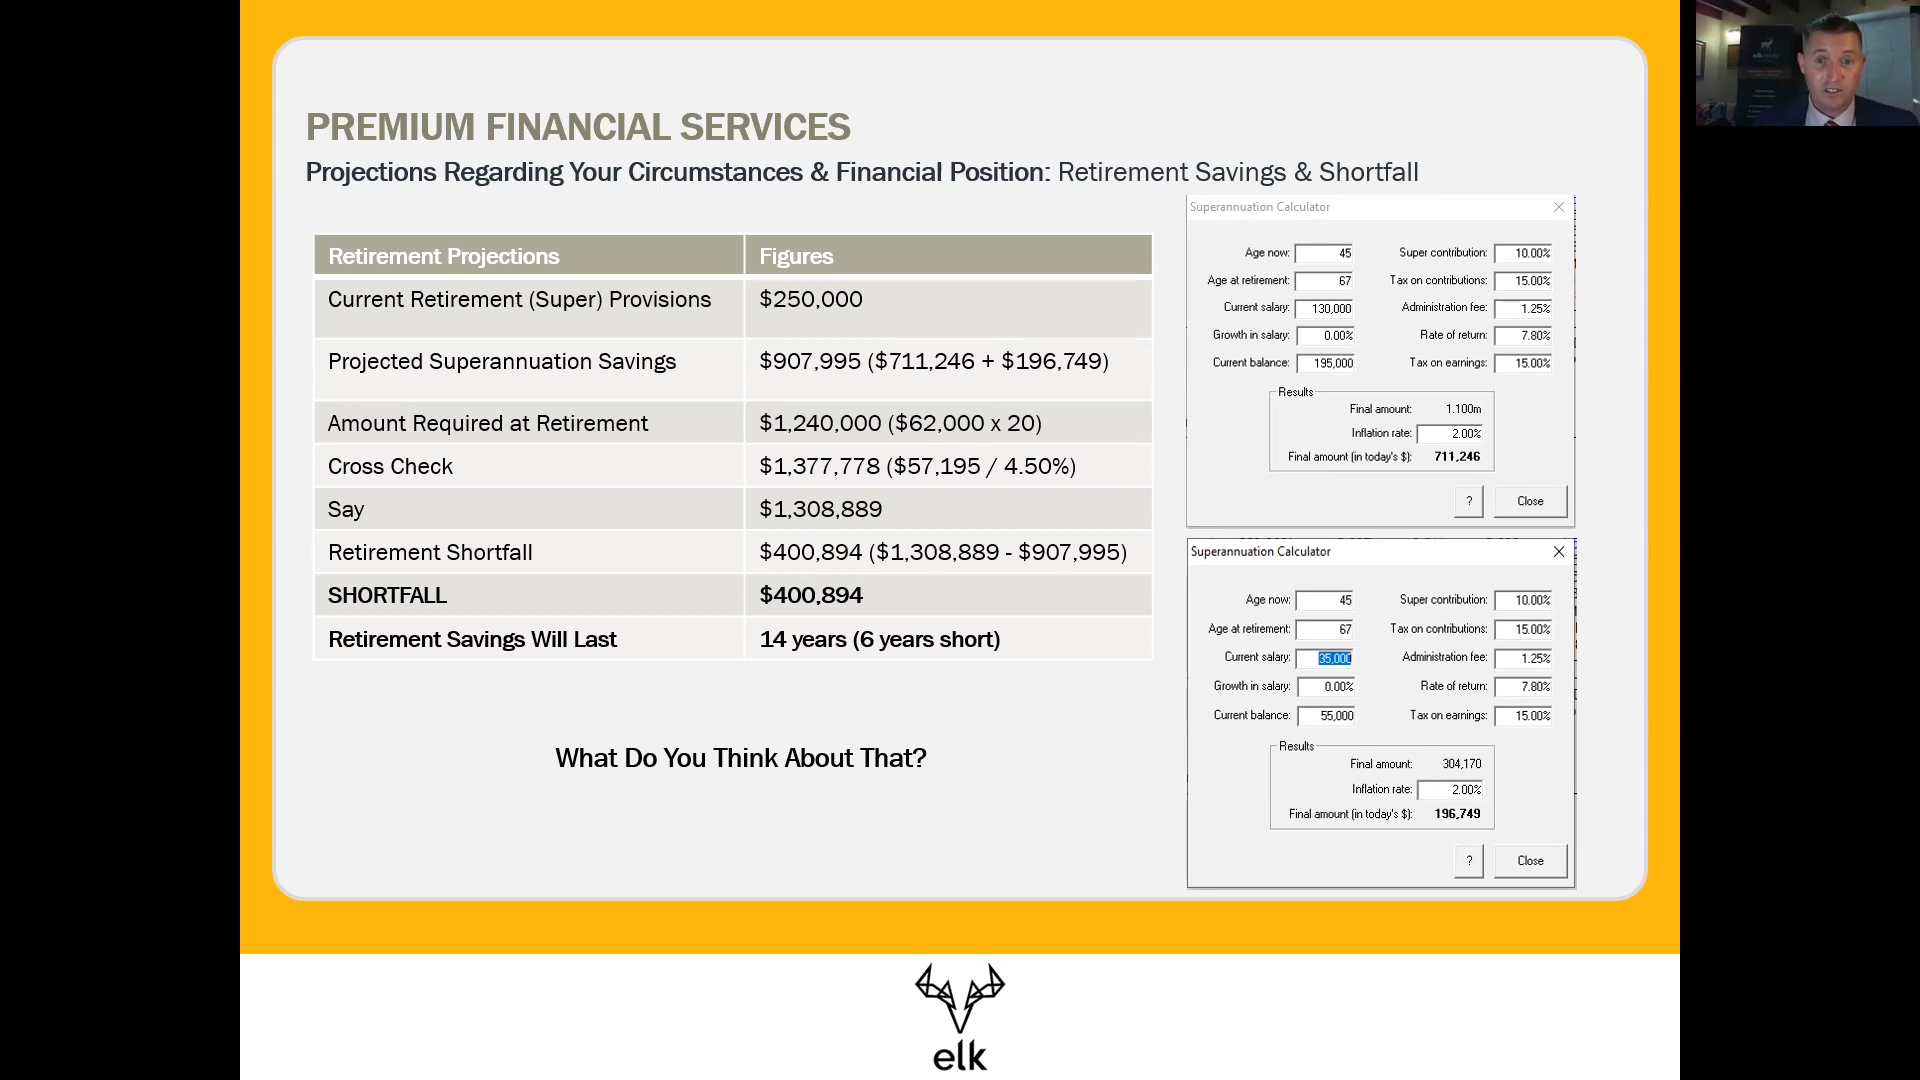 PREMIUM FINANCIAL SERVICES
Projections Regarding Your Circumstances & Financial Position: Retirement Savings & Shortfall
Retirement Projections Figures
Current Retirement (Super) Provisions $250,000
Projected Superannuation Savings $907,995 ($711,246 + $196,749)
Amount Required at Retirement $1,240,000 ($62,000 x 20)
Cross Check $1,377,778 ($57,195 / 4.50%)
Say $1,308,889
Retirement Shortfall $400,894 ($1,308,889 - $907,995)
SHORTFALL $400,894
Retirement Savings Will Last 14 years (6 years short)
What Do You Think About That?
Superannuation Calculator
Age now: 45 Super contribution: 10.00%
Age at retirement: 67 Tax on contributions: 15.00%
Current salary: 130,000 Administration fee: 1.25%
Growth in salary: 0.00% Rate of return: 7.80%
Current balance: 195,000 Tax on earnings: 15.00%
Results
Final amount: 1.100m
Inflation rate: 2.00%
Final amount (in today's $): 711,246
? Close
Superannuation Calculator
Age now: 45 Super contribution: 10.00%
Age at retirement: 67 Tax on contributions: 15.00%
Current salary: 35,000 Administration fee: 1.25%
Growth in salary: 0.00% Rate of return: 7.80%
Current balance: 55,000 Tax on earnings: 15.00%
Results
Final amount: 304,170
Inflation rate: 2.00%
Final amount (in today's $): 196,749
? Close
elk